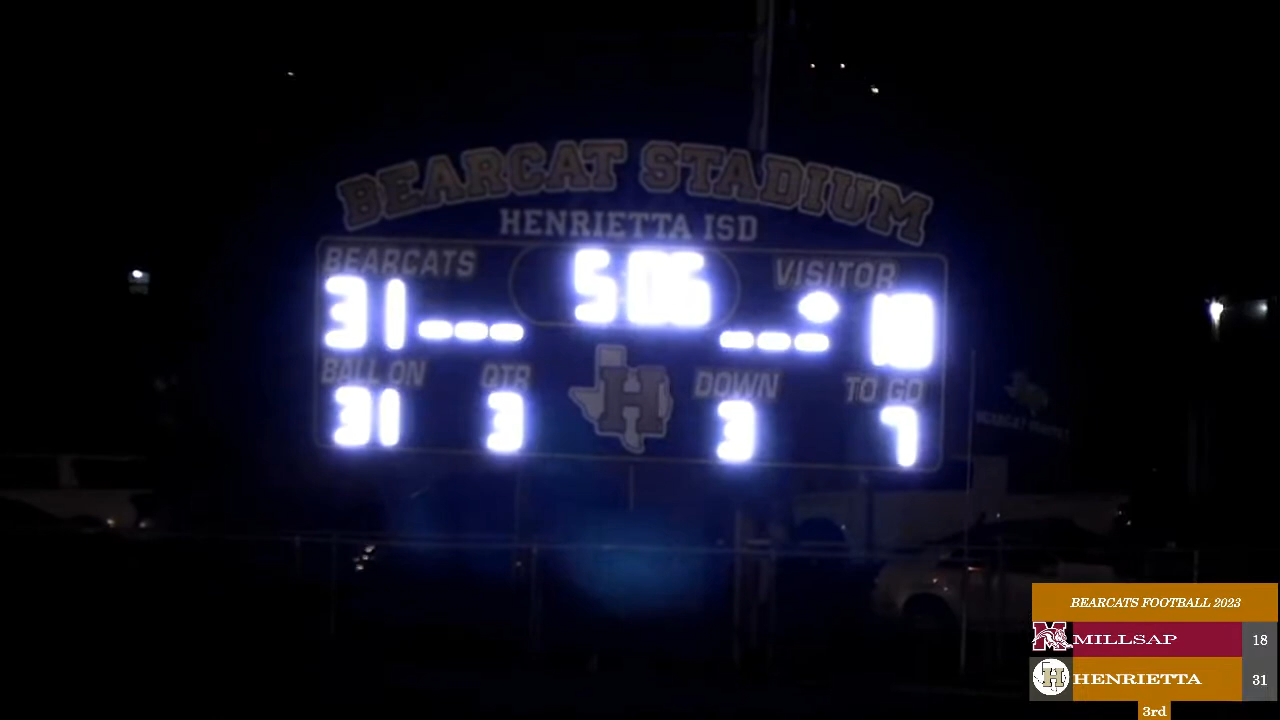 BEARCAT STADIUM
HENRIETTA ISD
BEARCATS
5:06
VISITOR
31
BALL ON
QTR
H
DOWN
TO GO
31
3
3
7
BEARCATS FOOTBALL 2023
M MILLSAP 18
H HENRIETTA 31
3rd